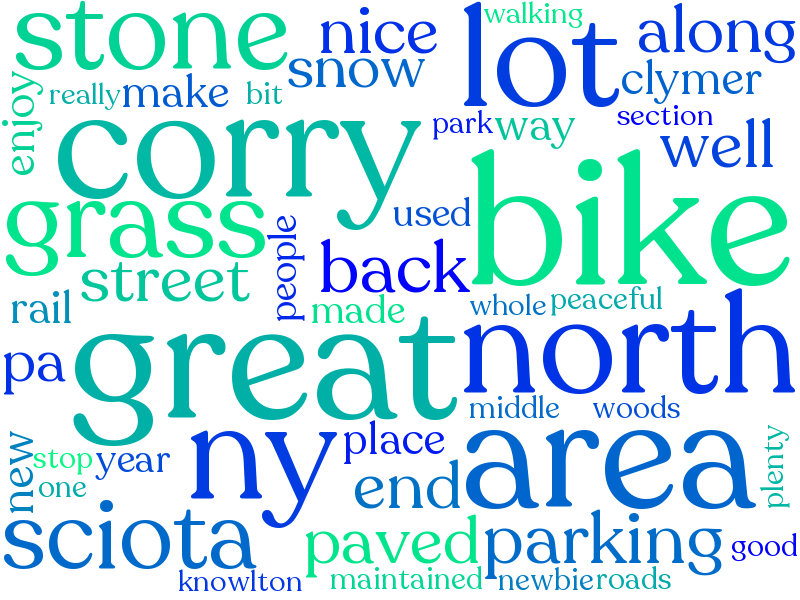 walking
stone
nice
lot
along
snow
clymer
really
make
bit
enjoy
corry
park
way
section
well
bike
grass
used
people
back
street
rail
made
whole
peaceful
great
north
pa
middle
woods
ny
place
area
new
stop
year
one
end
plenty
sciota
paved
parking
good
knowlton
maintained
newbie
roads